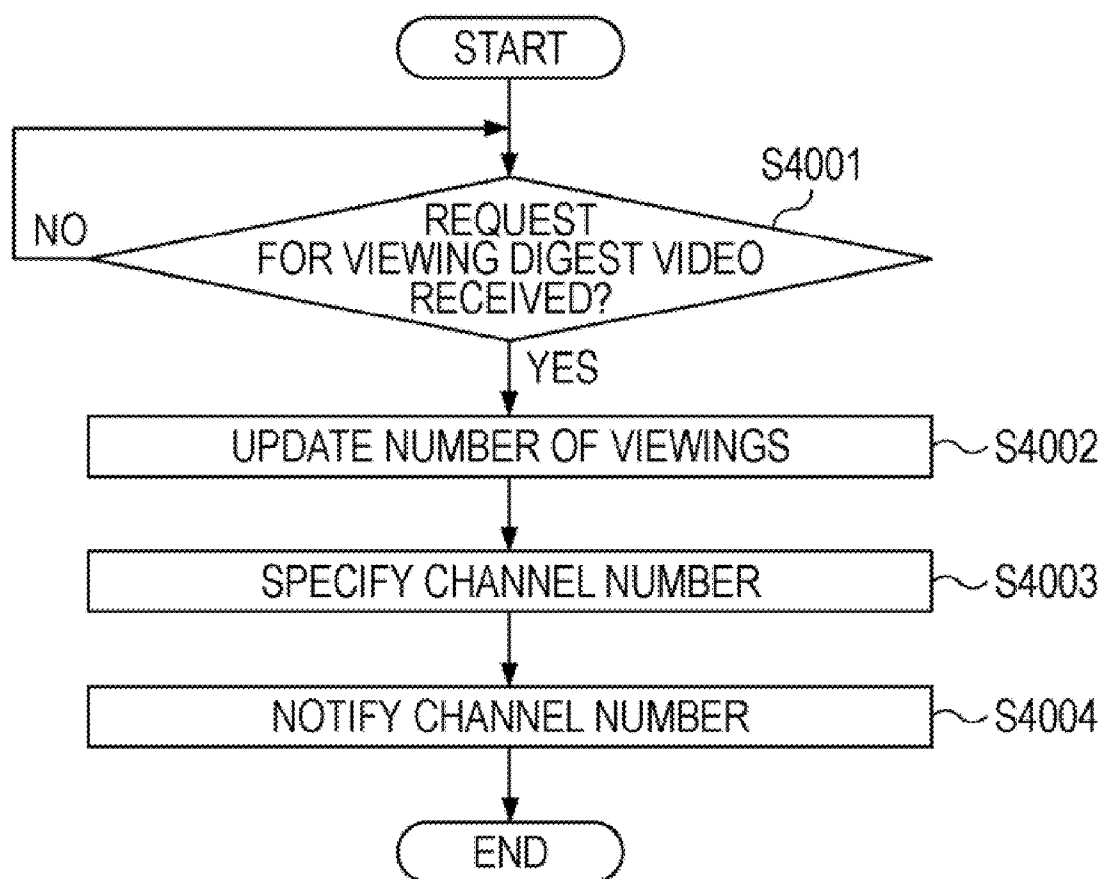 START
S4001
REQUEST
FOR VIEWING DIGEST VIDEO
RECEIVED?
NO
YES
UPDATE NUMBER OF VIEWINGS
S4002
SPECIFY CHANNEL NUMBER
S4003
NOTIFY CHANNEL NUMBER
S4004
END